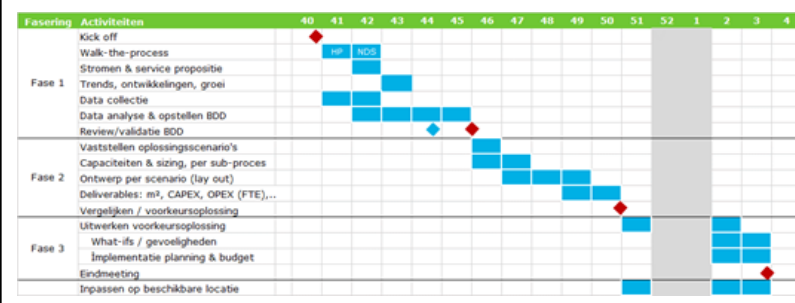 Fasering Activiteiten 40 41 42 43 44 45 46 47 48 49 50 51 52 1 2 3 4
Kick off
Walk-the-process HP NDS
Stromen & service propositie
Fase 1 Trends, ontwikkelingen, groei
Data collectie
Data analyse & opstellen BDD
Review/validatie BDD
Vaststellen oplossingsscenario's
Capaciteiten & sizing, per sub-proces
Fase 2 Ontwerp per scenario (lay out)
Deliverables: m², CAPEX, OPEX (FTE),..
Vergelijken / voorkeursoplossing
Uitwerken voorkeursoplossing
What-ifs / gevoeligheden
Fase 3 Implementatie planning & budget
Eindmeeting
Inpassen op beschikbare locatie